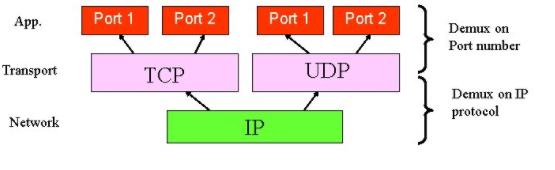 App.
Port 1
Port 2
Port 1
Port 2
Demux on
Port number
Transport
TCP
UDP
Demux on IP
protocol
Network
IP